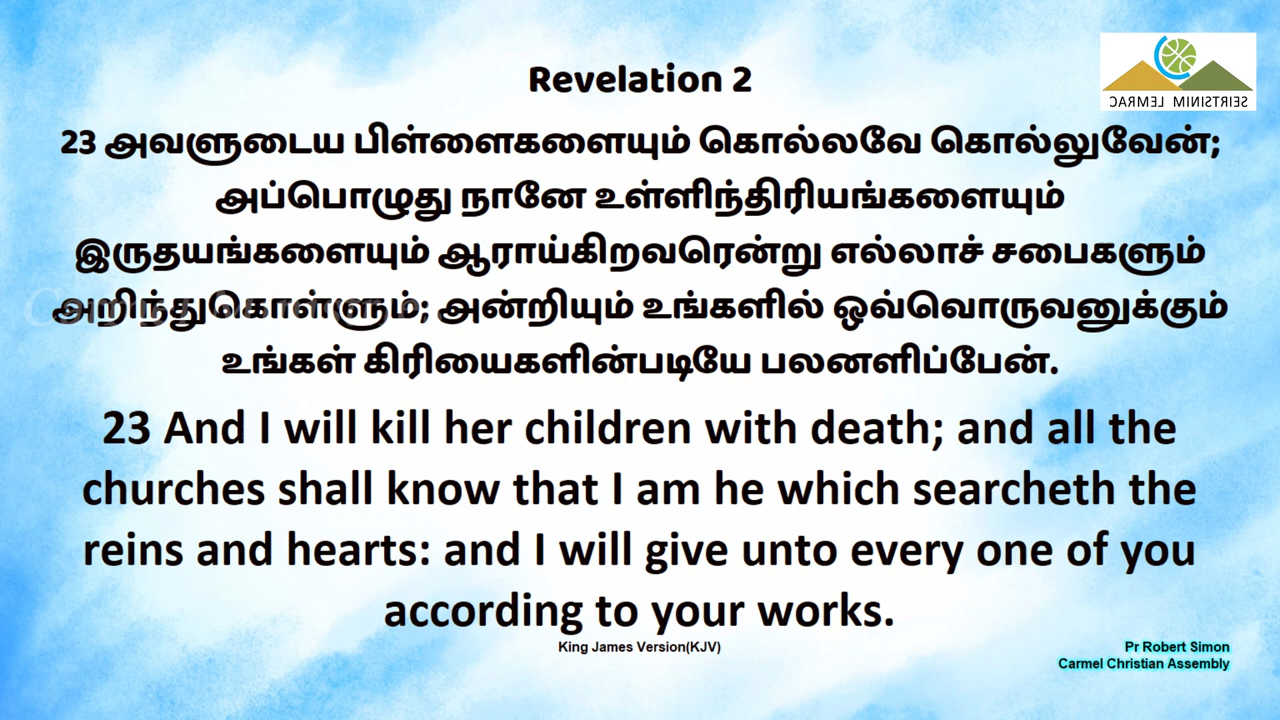 Revelation 2
CARMEL MINISTRIES
23 அவளுடைய பிள்ளைகளையும் கொல்லவே கொல்லுவேன்;
அப்பொழுது நானே உள்ளிந்திரியங்களையும்
இருதயங்களையும் ஆராய்கிறவரென்று எல்லாச் சபைகளும்
அறிந்துகொள்ளும்; அன்றியும் உங்களில் ஒவ்வொருவனுக்கும்
உங்கள் கிரியைகளின்படியே பலனளிப்பேன்.
23 And I will kill her children with death; and all the
churches shall know that I am he which searcheth the
reins and hearts: and I will give unto every one of you
according to your works.
King James Version(KJV)
Pr Robert Simon
Carmel Christian Assembly